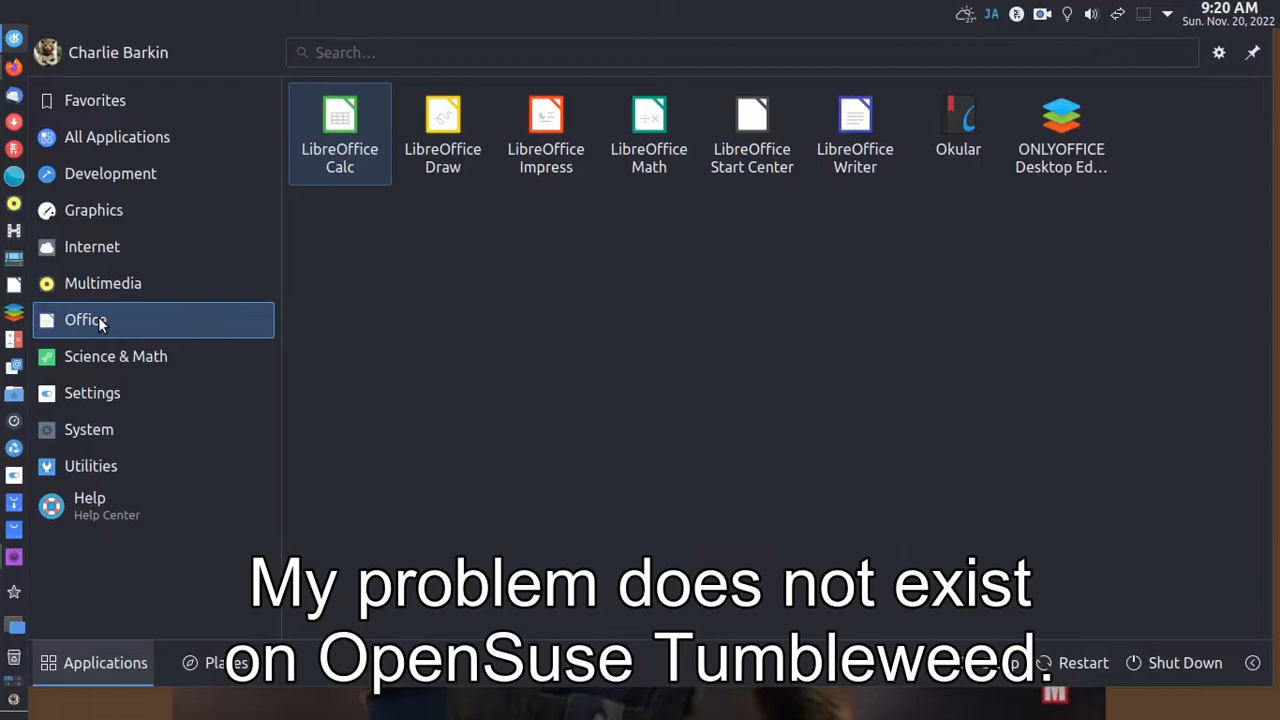 9:20 AM
JA
Sun. Nov. 20, 2022
Charlie Barkin
Search...
Favorites
All Applications
Development
Graphics
Internet
Multimedia
Office
Science & Math
Settings
System
Utilities
Help
Help Center
LibreOffice
Calc
LibreOffice
Draw
LibreOffice
Impress
LibreOffice
Math
LibreOffice
Start Center
LibreOffice
Writer
Okular
ONLYOFFICE
Desktop Ed...
My problem does not exist
on OpenSuse Tumbleweed.
Applications
Places
Restart
Shut Down
M